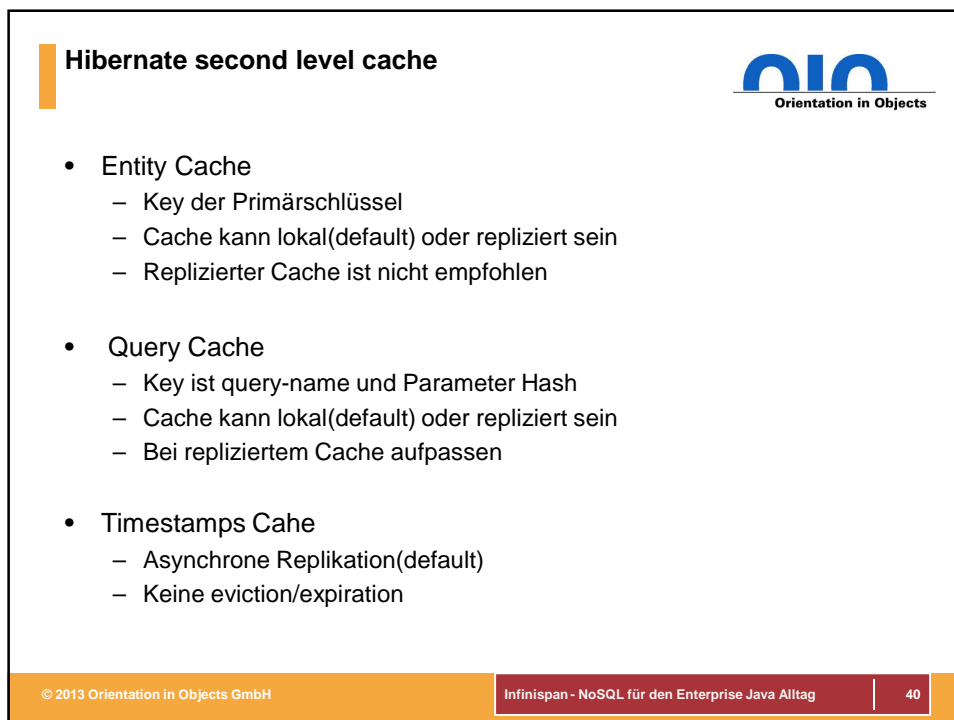 Hibernate second level cache
OIO
Orientation in Objects
• Entity Cache
– Key der Primärschlüssel
– Cache kann lokal(default) oder repliziert sein
– Replizierter Cache ist nicht empfohlen
• Query Cache
– Key ist query-name und Parameter Hash
– Cache kann lokal(default) oder repliziert sein
– Bei repliziertem Cache aufpassen
• Timestamps Cahe
– Asynchrone Replikation(default)
– Keine eviction/expiration
© 2013 Orientation in Objects GmbH
Infinispan - NoSQL für den Enterprise Java Alltag
40